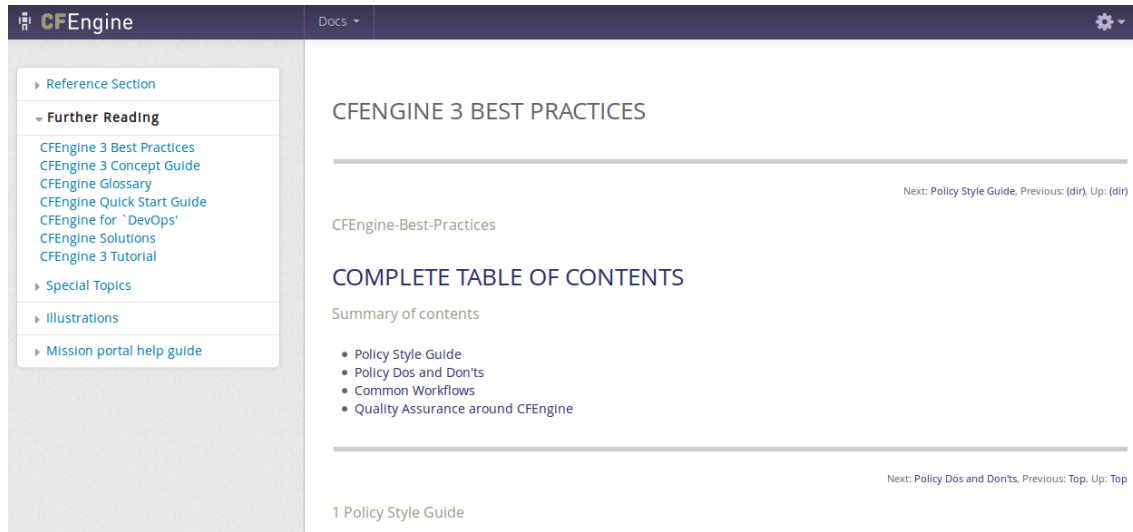 CFEngine
Docs
Reference Section
Further Reading
CFEngine 3 Best Practices
CFEngine 3 Concept Guide
CFEngine Glossary
CFEngine Quick Start Guide
CFEngine for `DevOps'
CFEngine Solutions
CFEngine 3 Tutorial
Special Topics
Illustrations
Mission portal help guide
CFENGINE 3 BEST PRACTICES
Next: Policy Style Guide, Previous: (dir), Up: (dir)
CFEngine-Best-Practices
COMPLETE TABLE OF CONTENTS
Summary of contents
Policy Style Guide
Policy Dos and Don'ts
Common Workflows
Quality Assurance around CFEngine
Next: Policy Dos and Don'ts, Previous: Top, Up: Top
1 Policy Style Guide